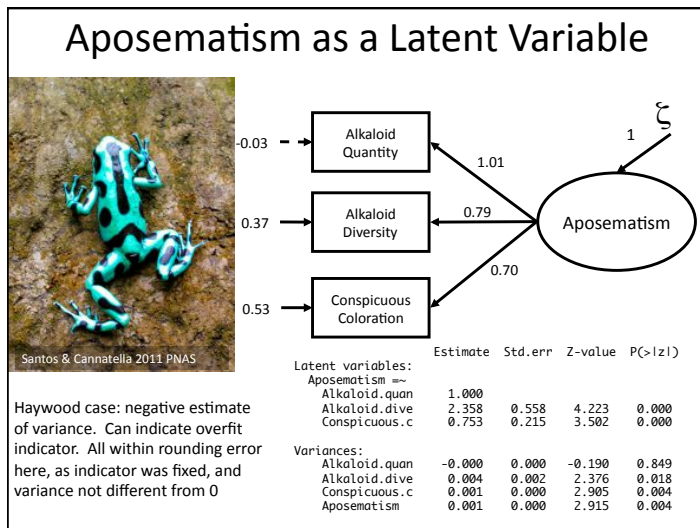 Aposematism as a Latent Variable
-0.03
Alkaloid
Quantity
1.01
1
ζ
0.37
Alkaloid
Diversity
0.79
Aposematism
0.53
Conspicuous
Coloration
0.70
Santos & Cannatella 2011 PNAS
Haywood case: negative estimate
of variance.  Can indicate overfit
indicator.  All within rounding error
here, as indicator was fixed, and
variance not different from 0
Estimate  Std.err  Z-value  P(>|z|)
Latent variables:
Aposematism =~
Alkaloid.quan  1.000
Alkaloid.dive  2.358  0.558  4.223  0.000
Conspicuous.c  0.753  0.215  3.502  0.000
Variances:
Alkaloid.quan  -0.000  0.000  -0.190  0.849
Alkaloid.dive  0.004  0.002  2.376  0.018
Conspicuous.c  0.001  0.000  2.905  0.004
Aposematism  0.001  0.000  2.915  0.004